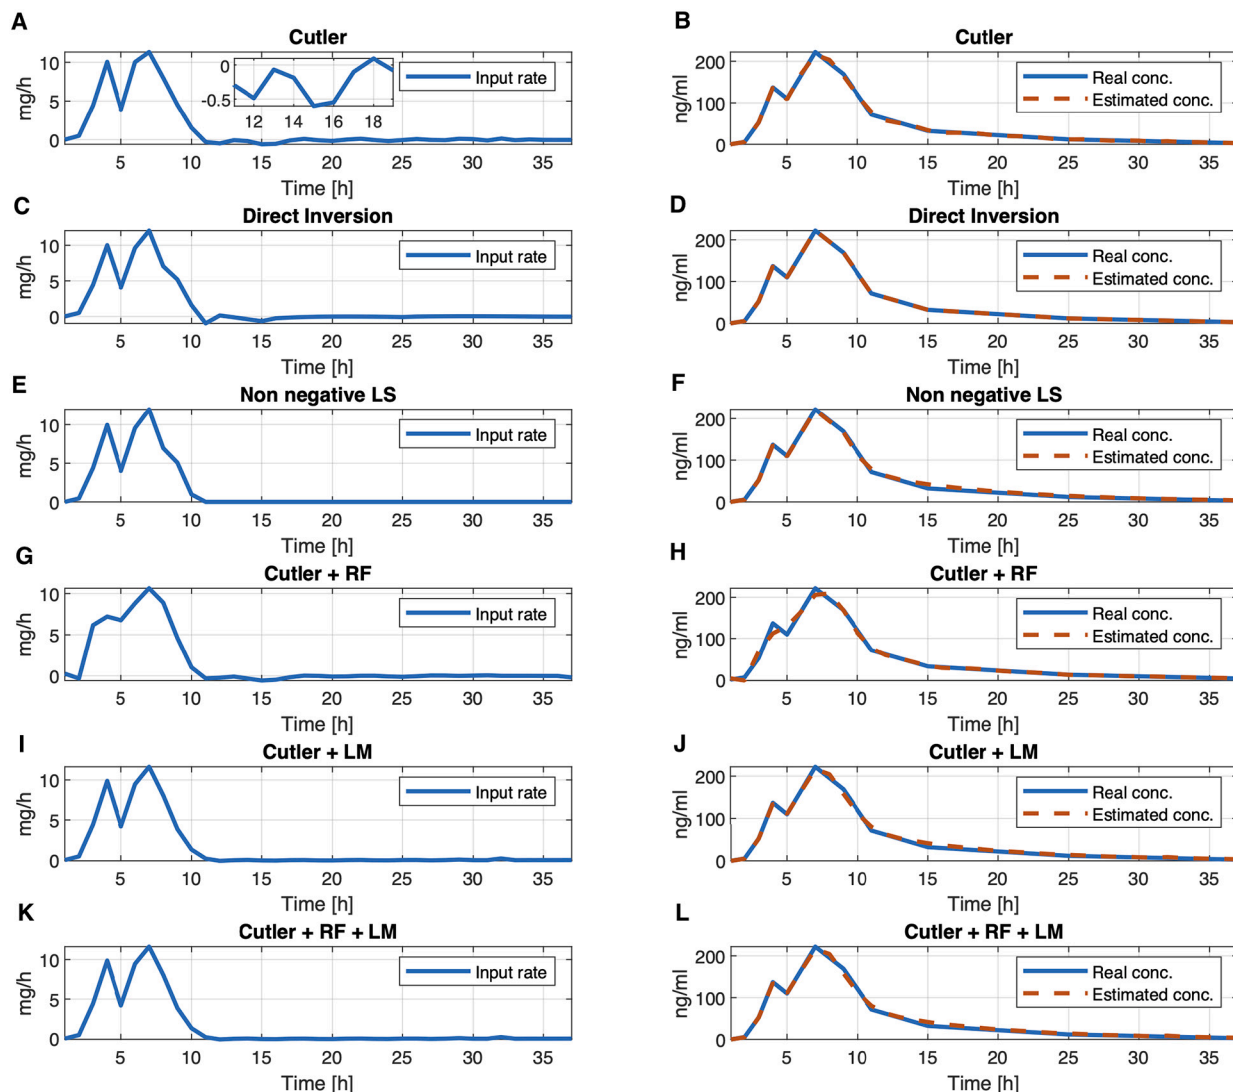 A
Cutler
mg/h
10
5
0
0
-0.5
12 14 16 18
Input rate
5 10 15 20 25 30 35
Time [h]
B
Cutler
ng/ml
200
100
0
Real conc.
Estimated conc.
5 10 15 20 25 30 35
Time [h]
C
Direct Inversion
mg/h
10
5
0
Input rate
5 10 15 20 25 30 35
Time [h]
D
Direct Inversion
ng/ml
200
100
0
Real conc.
Estimated conc.
5 10 15 20 25 30 35
Time [h]
E
Non negative LS
mg/h
10
5
0
Input rate
5 10 15 20 25 30 35
Time [h]
F
Non negative LS
ng/ml
200
100
0
Real conc.
Estimated conc.
5 10 15 20 25 30 35
Time [h]
G
Cutler + RF
mg/h
10
5
0
Input rate
5 10 15 20 25 30 35
Time [h]
H
Cutler + RF
ng/ml
200
100
0
Real conc.
Estimated conc.
5 10 15 20 25 30 35
Time [h]
I
Cutler + LM
mg/h
10
5
0
Input rate
5 10 15 20 25 30 35
Time [h]
J
Cutler + LM
ng/ml
200
100
0
Real conc.
Estimated conc.
5 10 15 20 25 30 35
Time [h]
K
Cutler + RF + LM
mg/h
10
5
0
Input rate
5 10 15 20 25 30 35
Time [h]
L
Cutler + RF + LM
ng/ml
200
100
0
Real conc.
Estimated conc.
5 10 15 20 25 30 35
Time [h]